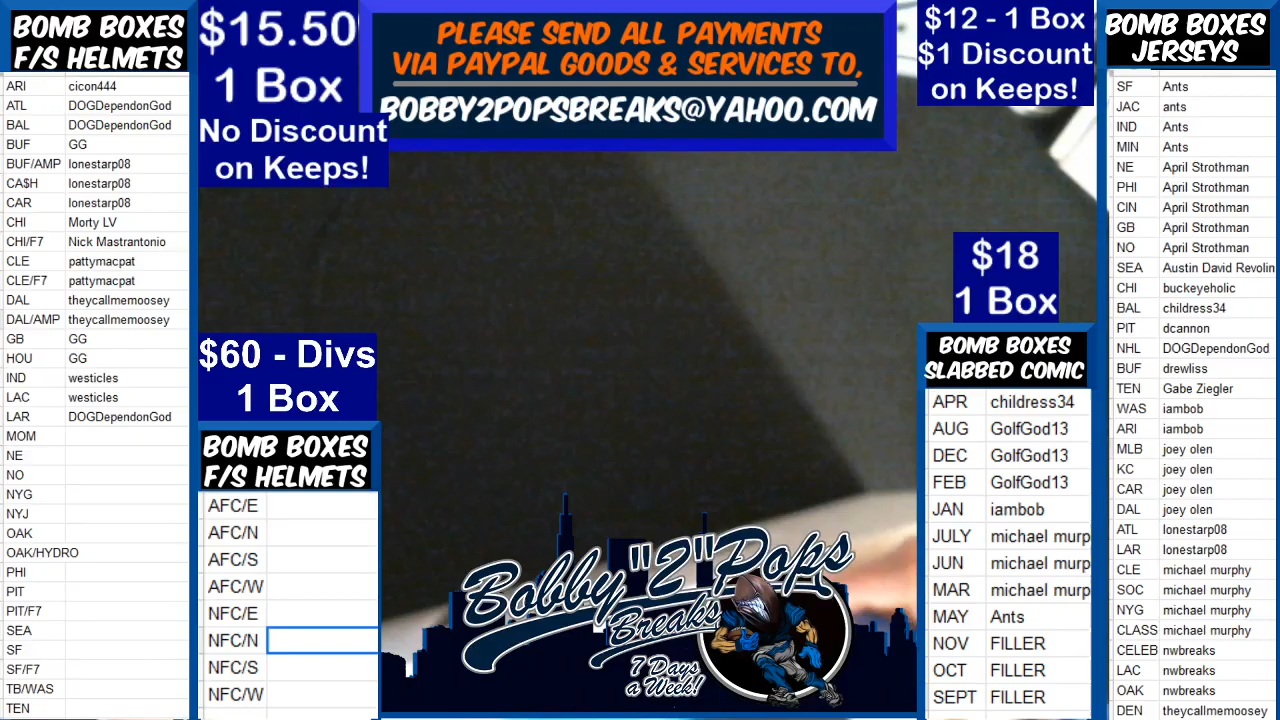 BOMB BOXES
F/S HELMETS
ARI cicon444
ATL DOGDependonGod
BAL DOGDependonGod
BUF GG
BUF/AMP lonestarp08
CA$H lonestarp08
CAR lonestarp08
CHI Morty LV
CHI/F7 Nick Mastrantonio
CLE pattymacpat
CLE/F7 pattymacpat
DAL theycallmemoosey
DAL/AMP theycallmemoosey
GB GG
HOU GG
IND westicles
LAC westicles
LAR DOGDependonGod
MOM
NE
NO
NYG
NYJ
OAK
OAK/HYDRO
PHI
PIT
PIT/F7
SEA
SF
SF/F7
TB/WAS
TEN
$15.50
1 Box
No Discount
on Keeps!
$60 - Divs
1 Box
BOMB BOXES
F/S HELMETS
AFC/E
AFC/N
AFC/S
AFC/W
NFC/E
NFC/N
NFC/S
NFC/W
PLEASE SEND ALL PAYMENTS
VIA PAYPAL GOODS & SERVICES TO,
BOBBY2POPSBREAKS@YAHOO.COM
Bobby "2" Pops
Breaks
7 Days
a Week!
$12 - 1 Box
$1 Discount
on Keeps!
$18
1 Box
BOMB BOXES
SLABBED COMIC
APR childress34
AUG GolfGod13
DEC GolfGod13
FEB GolfGod13
JAN iambob
JULY michael murp
JUN michael murp
MAR michael murp
MAY Ants
NOV FILLER
OCT FILLER
SEPT FILLER
BOMB BOXES
JERSEYS
SF Ants
JAC ants
IND Ants
MIN Ants
NE April Strothman
PHI April Strothman
CIN April Strothman
GB April Strothman
NO April Strothman
SEA Austin David Revolin
CHI buckeyeholic
BAL childress34
PIT dcannon
NHL DOGDependonGod
BUF drewliss
TEN Gabe Ziegler
WAS iambob
ARI iambob
MLB joey olen
KC joey olen
CAR joey olen
DAL joey olen
ATL lonestarp08
LAR lonestarp08
CLE michael murphy
SOC michael murphy
NYG michael murphy
CLASS michael murphy
CELEB nwbreaks
LAC nwbreaks
OAK nwbreaks
DEN theycallmemoosey